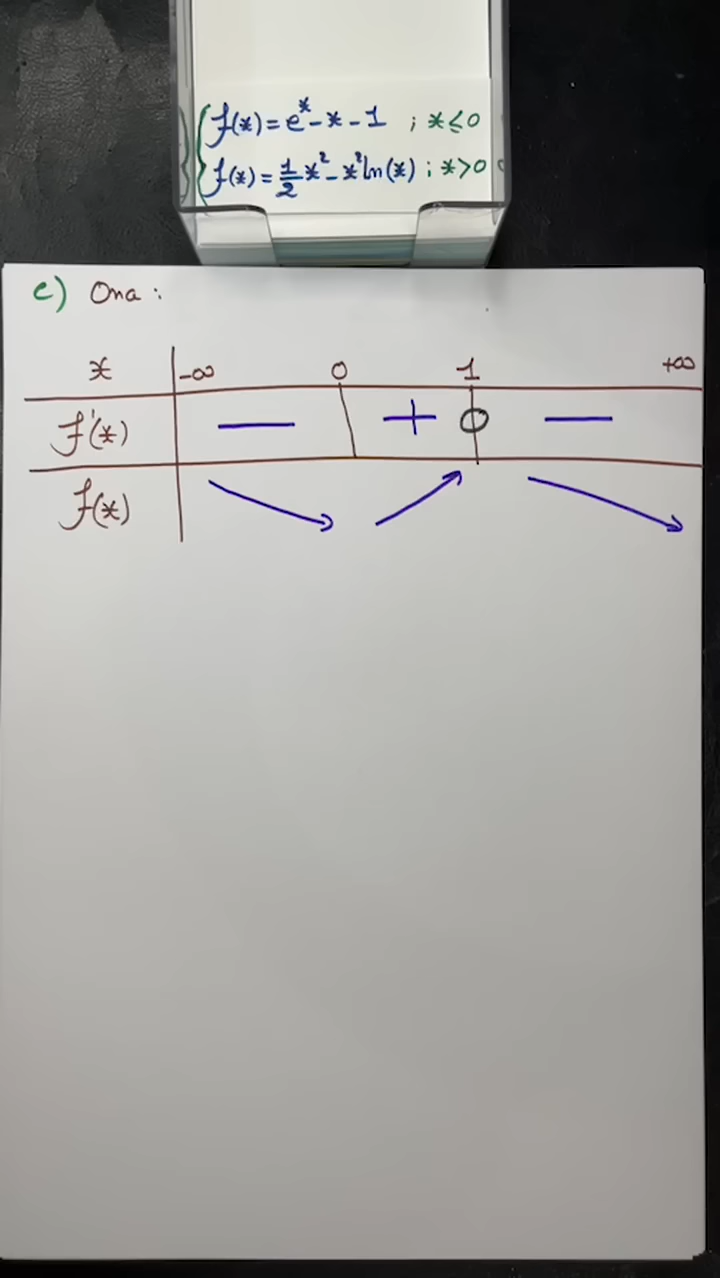 f(x) = e^x - x - 1 ; x ≤ 0
f(x) = 1/2 x² - x² ln(x) ; x > 0
c) Ona :
x -∞ 0 1 +∞
f'(x) — + 0 —
f(x)